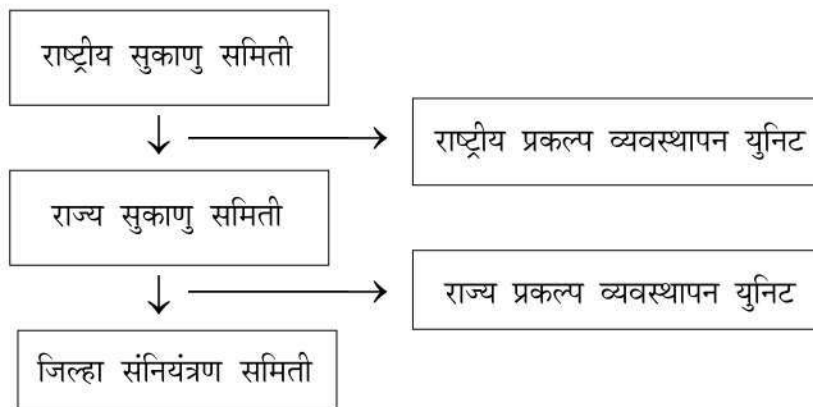 राष्ट्रीय सुकाणु समिती
राष्ट्रीय प्रकल्प व्यवस्थापन युनिट
राज्य सुकाणु समिती
राज्य प्रकल्प व्यवस्थापन युनिट
जिल्हा संनियंत्रण समिती